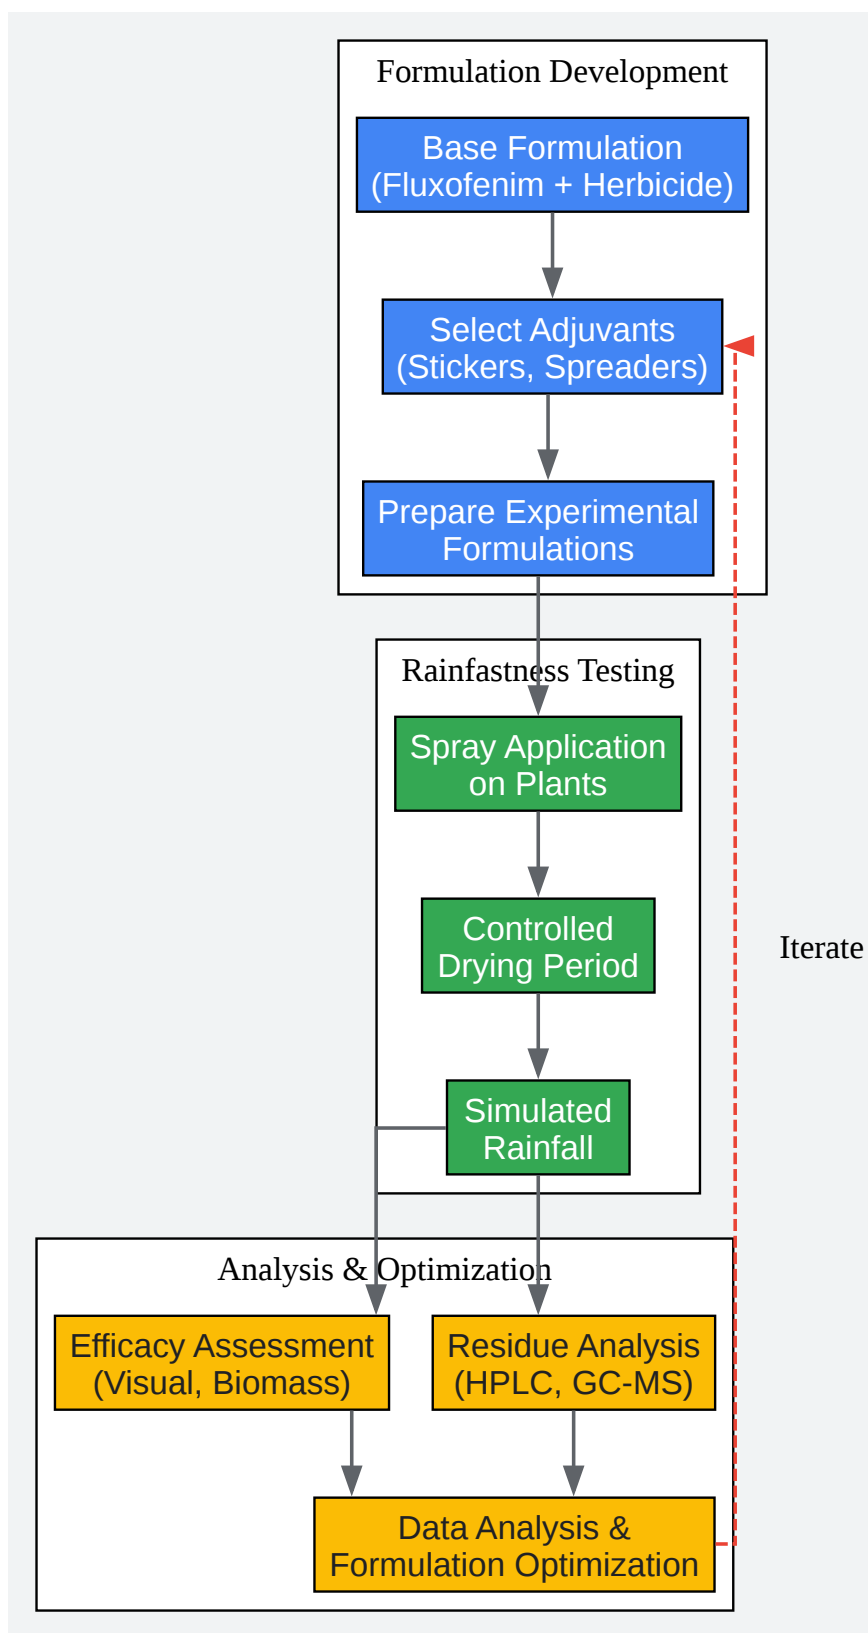 Formulation Development
Base Formulation
(Fluxofenim + Herbicide)
Select Adjuvants
(Stickers, Spreaders)
Prepare Experimental
Formulations
Rainfastness Testing
Spray Application
on Plants
Controlled
Drying Period
Iterate
Simulated
Rainfall
Analysis & Optimization
Efficacy Assessment
(Visual, Biomass)
Residue Analysis
(HPLC, GC-MS)
Data Analysis &
Formulation Optimization